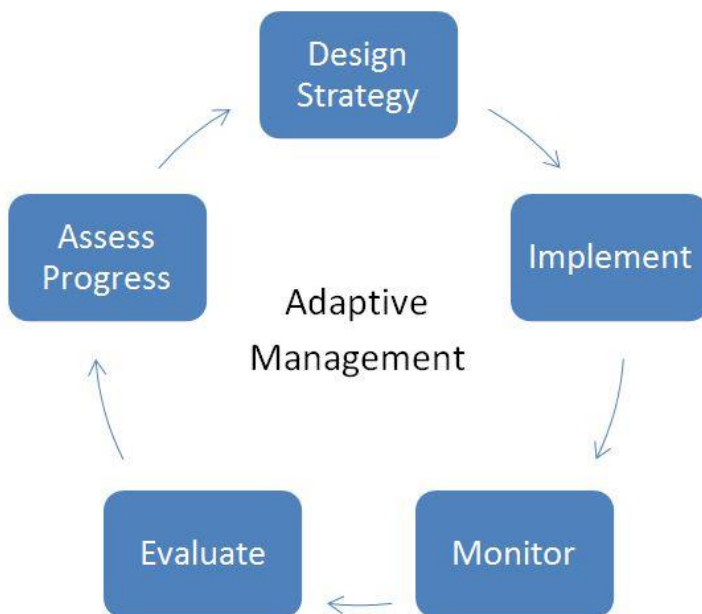 Design
Strategy
Implement
Monitor
Evaluate
Assess
Progress
Adaptive
Management